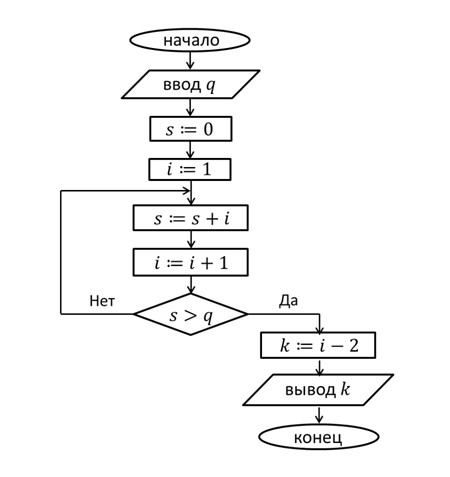 начало
ввод q
s := 0
i := 1
s := s + i
i := i + 1
Нет
s > q
Да
k := i − 2
вывод k
конец